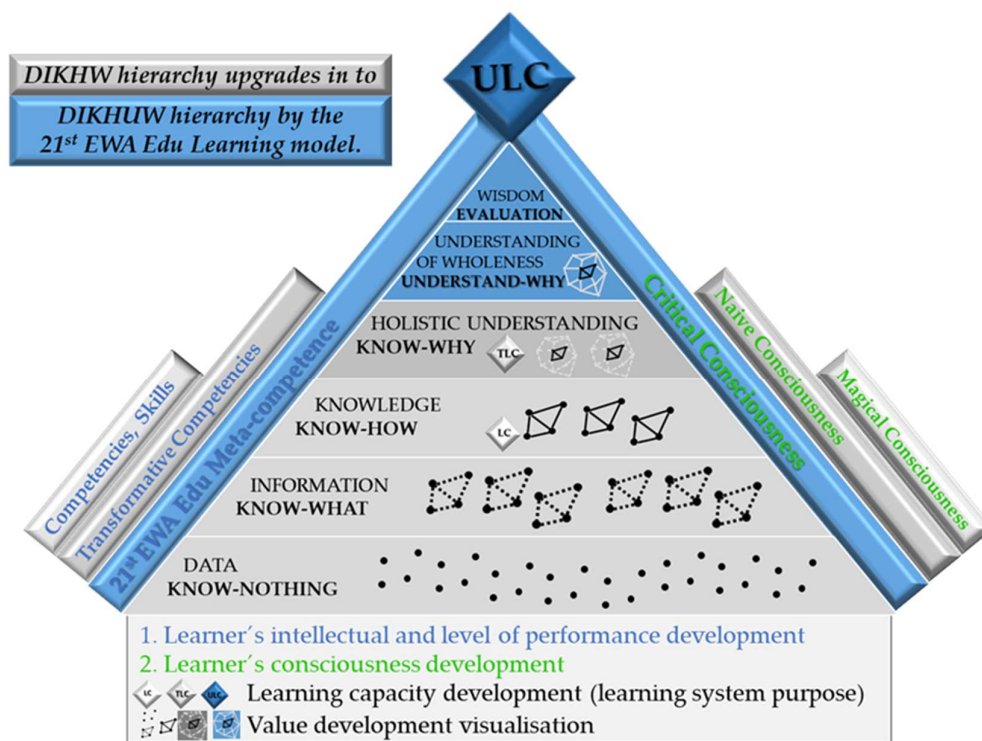 DIKHW hierarchy upgrades in to
DIKHUW hierarchy by the
21st EWA Edu Learning model.
ULC
WISDOM
EVALUATION
UNDERSTANDING
OF WHOLENESS
UNDERSTAND-WHY
HOLISTIC UNDERSTANDING
KNOW-WHY
TLC
KNOWLEDGE
KNOW-HOW
LC
INFORMATION
KNOW-WHAT
DATA
KNOW-NOTHING
Competencies, Skills
Transformative Competencies
21st EWA Edu Meta-competence
Critical Consciousness
Naive Consciousness
Magical Consciousness
1. Learner´s intellectual and level of performance development
2. Learner´s consciousness development
LC TLC ULC Learning capacity development (learning system purpose)
Value development visualisation